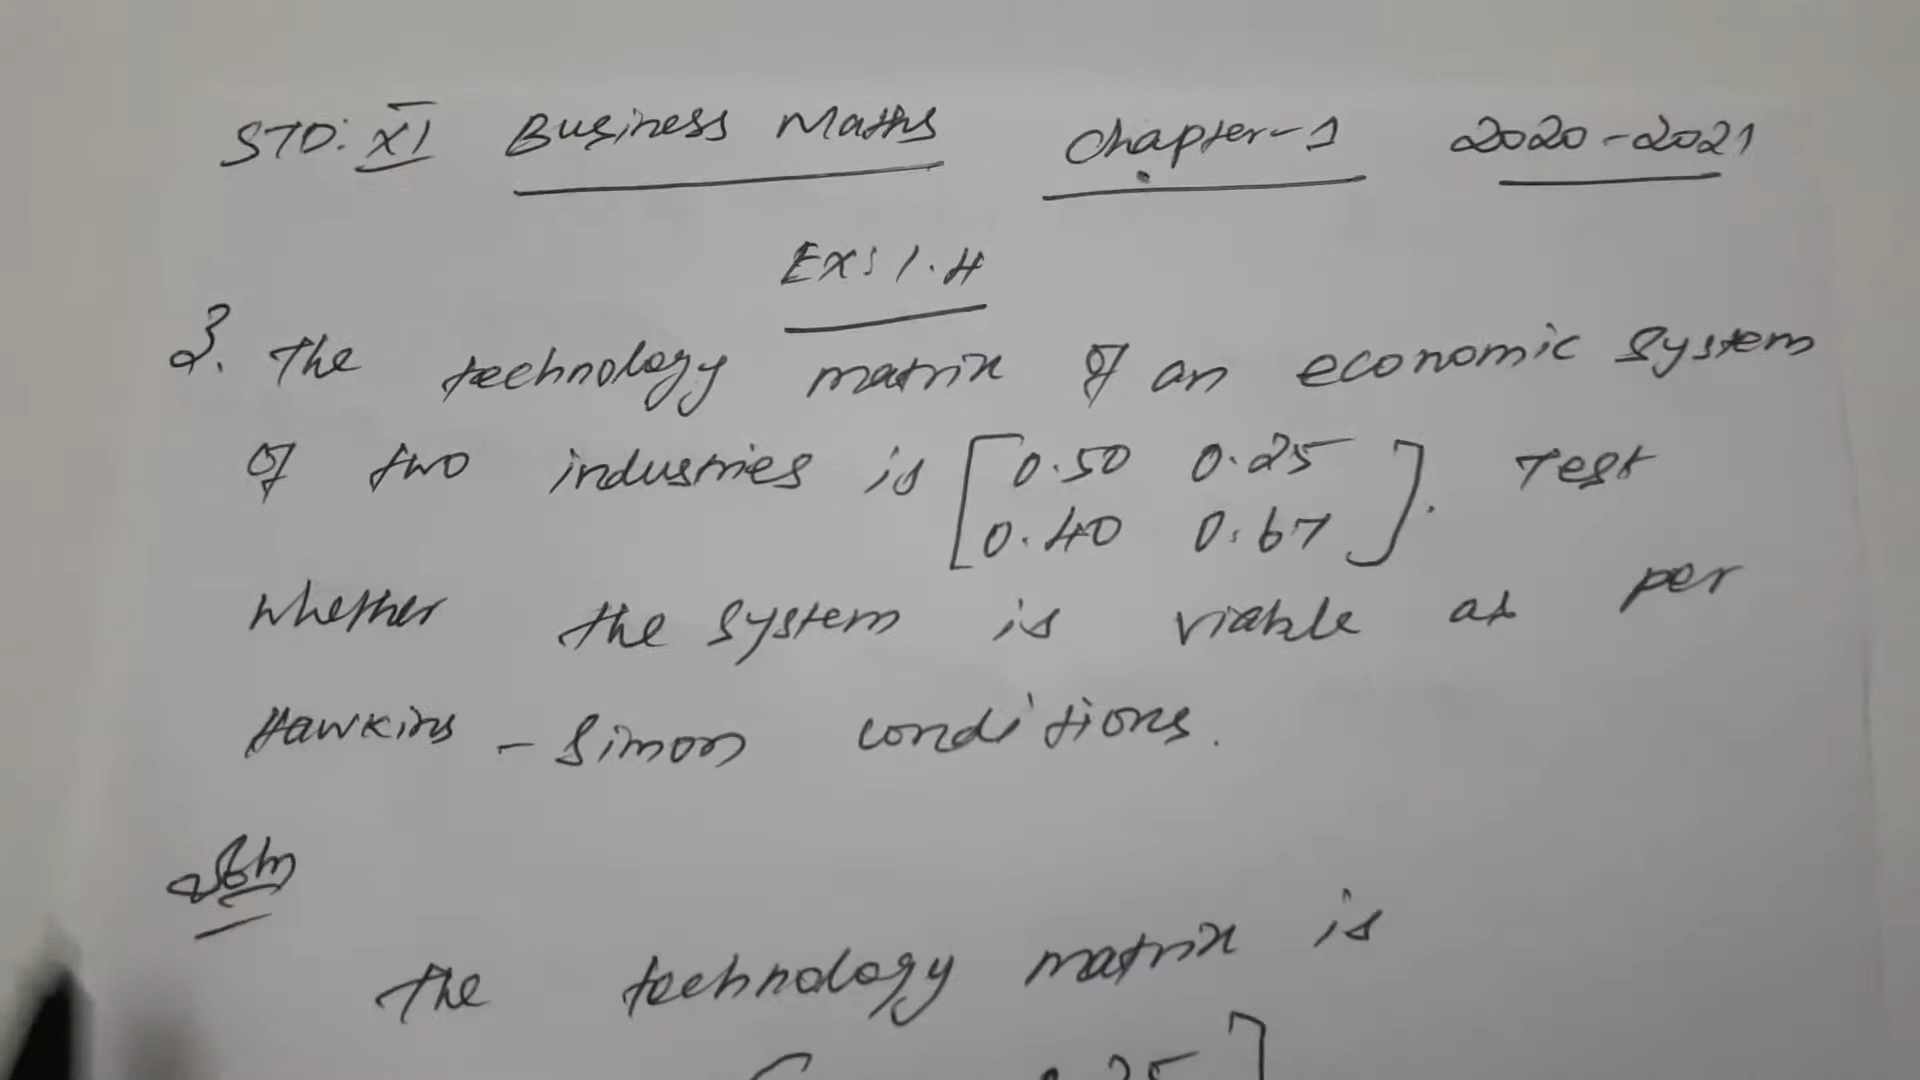 STD: XI Business Maths Chapter-1 2020-2021
Ex: 1.4
3. The technology matrix of an economic system
of two industries is [0.50 0.25
0.40 0.67]. Test
whether the system is viable as per
Hawkins - Simon conditions.
Soln
The technology matrix is
0.25]